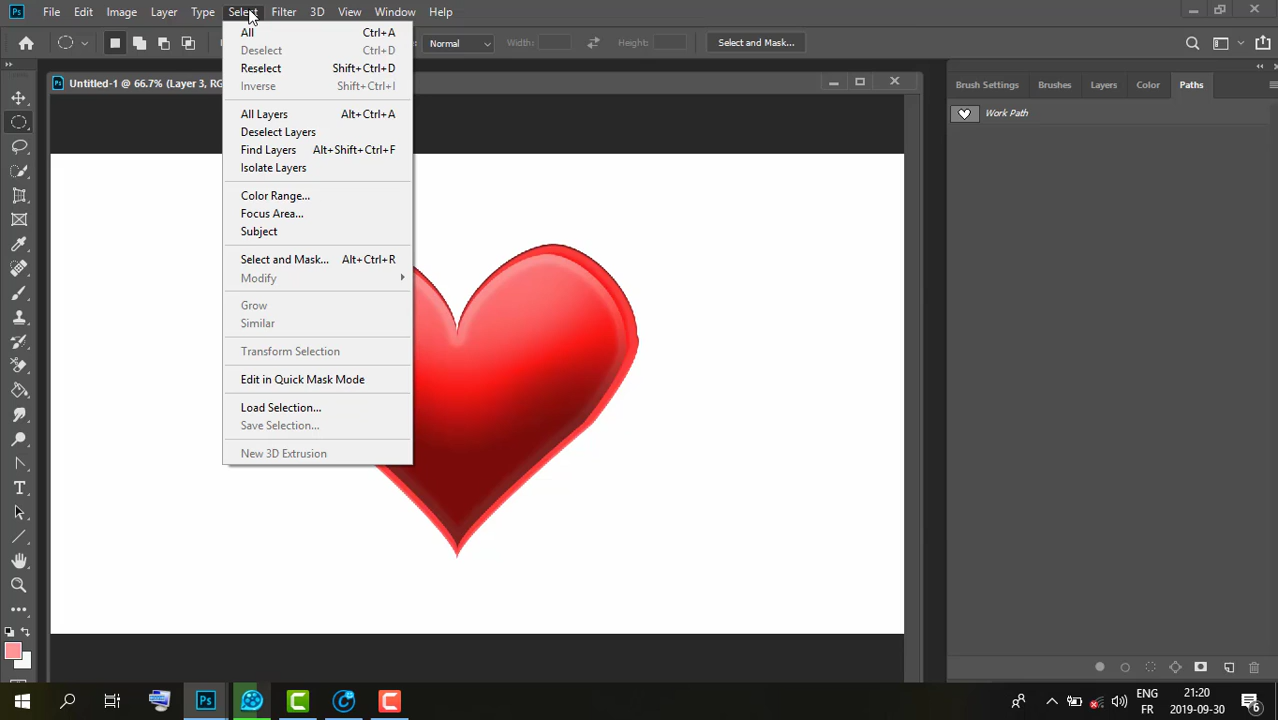 Ps File Edit Image Layer Type Select Filter 3D View Window Help
Normal Width: Height: Select and Mask...
Ps Untitled-1 @ 66.7% (Layer 3, RG
All Ctrl+A
Deselect Ctrl+D
Reselect Shift+Ctrl+D
Inverse Shift+Ctrl+I
All Layers Alt+Ctrl+A
Deselect Layers
Find Layers Alt+Shift+Ctrl+F
Isolate Layers
Color Range...
Focus Area...
Subject
Select and Mask... Alt+Ctrl+R
Modify
Grow
Similar
Transform Selection
Edit in Quick Mask Mode
Load Selection...
Save Selection...
New 3D Extrusion
Brush Settings Brushes Layers Color Paths
Work Path
T
Ps
ENG 21:20
FR 2019-09-30
6